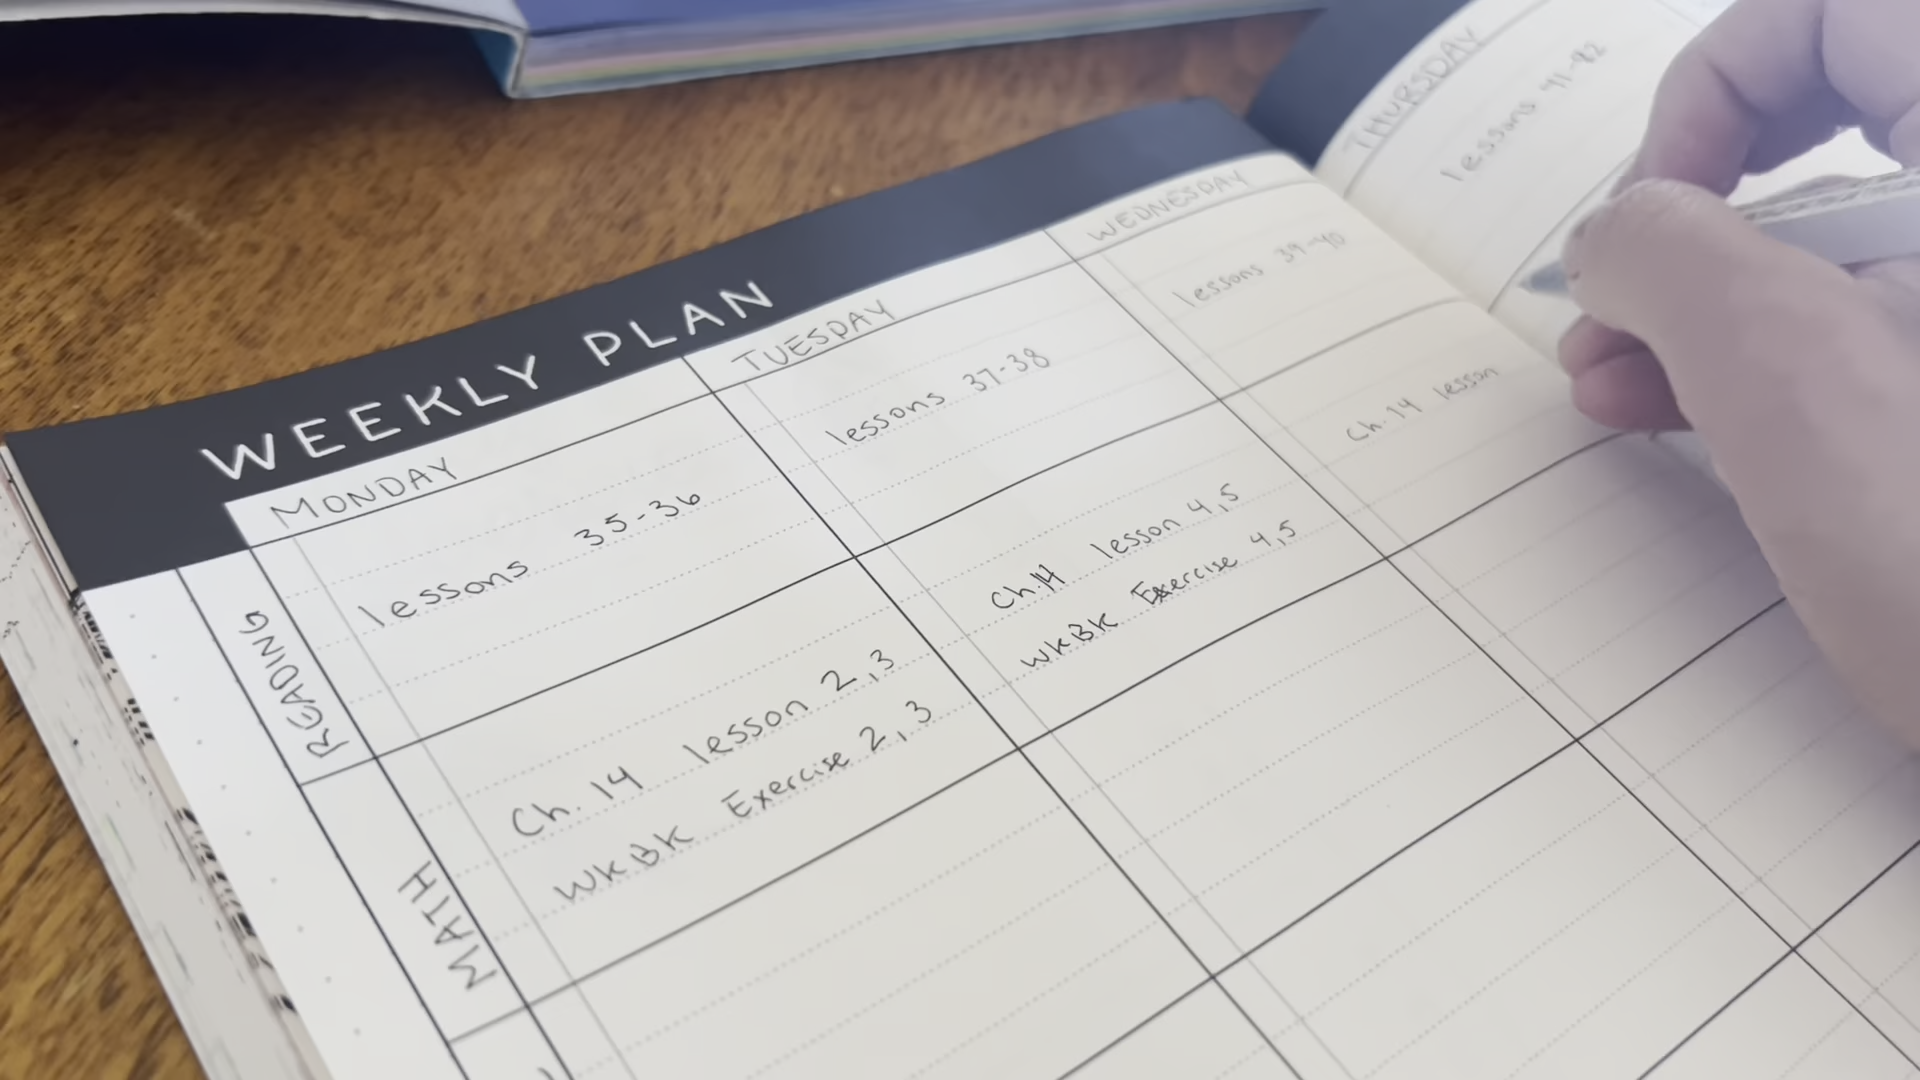 WEEKLY PLAN
MONDAY
TUESDAY
WEDNESDAY
THURSDAY
READING
lessons 35-36
lessons 37-38
lessons 39-40
lessons 41-42
MATH
Ch. 14 lesson 2,3
WKBK Exercise 2,3
Ch.14 lesson 4,5
WKBK Exercise 4,5
Ch. 14 lesson